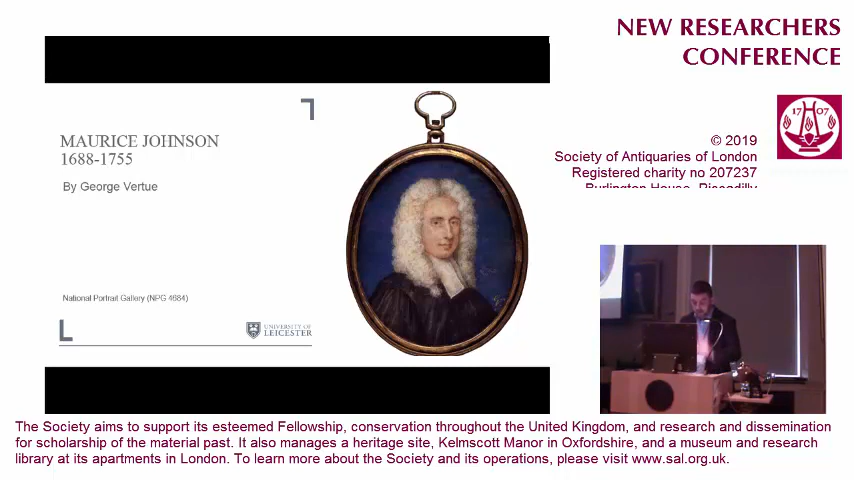 NEW RESEARCHERS
CONFERENCE
MAURICE JOHNSON
1688-1755
By George Vertue
National Portrait Gallery (NPG 4684)
UNIVERSITY OF
LEICESTER
17 07
© 2019
Society of Antiquaries of London
Registered charity no 207237
Burlington House, Piccadilly
The Society aims to support its esteemed Fellowship, conservation throughout the United Kingdom, and research and dissemination
for scholarship of the material past. It also manages a heritage site, Kelmscott Manor in Oxfordshire, and a museum and research
library at its apartments in London. To learn more about the Society and its operations, please visit www.sal.org.uk.